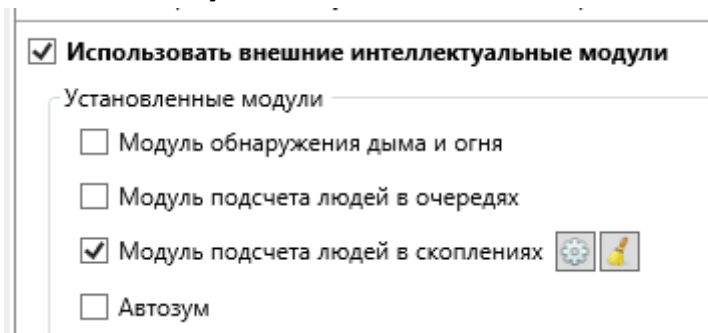 Использовать внешние интеллектуальные модули
Установленные модули
Модуль обнаружения дыма и огня
Модуль подсчета людей в очередях
Модуль подсчета людей в скоплениях
Автозум